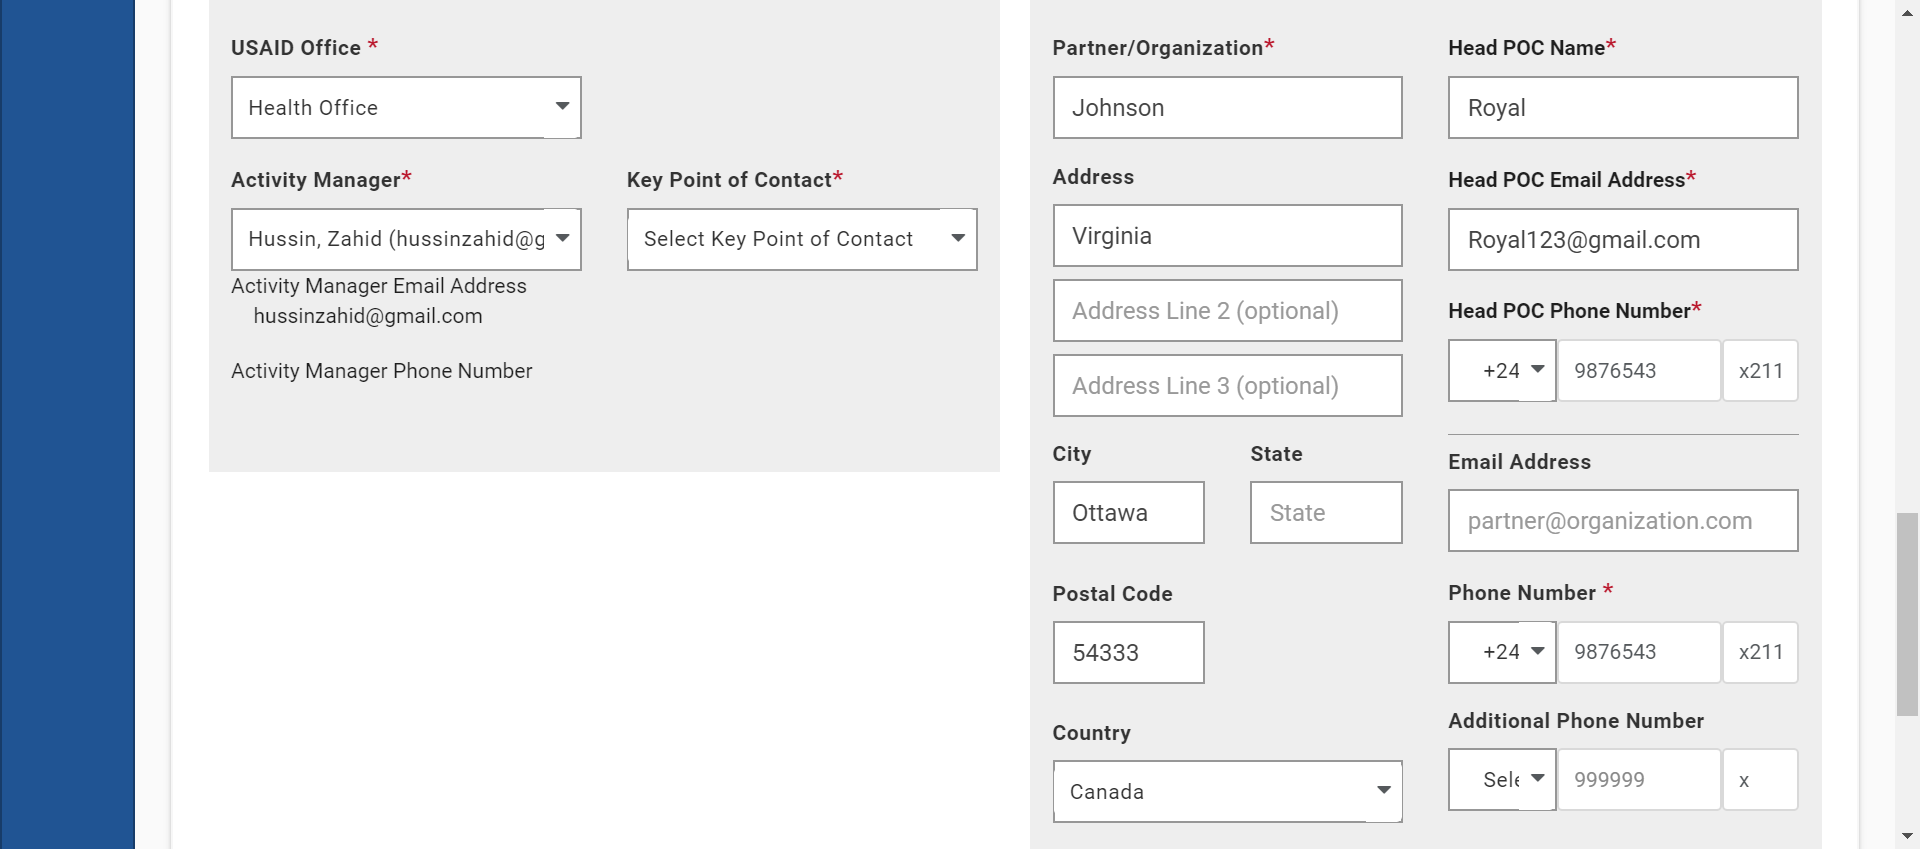 USAID Office *
Health Office
Activity Manager*
Hussin, Zahid (hussinzahid@g
Activity Manager Email Address
hussinzahid@gmail.com
Activity Manager Phone Number
Key Point of Contact*
Select Key Point of Contact
Partner/Organization*
Johnson
Address
Virginia
Address Line 2 (optional)
Address Line 3 (optional)
City
Ottawa
State
State
Postal Code
54333
Country
Canada
Head POC Name*
Royal
Head POC Email Address*
Royal123@gmail.com
Head POC Phone Number*
+24 9876543 x211
Email Address
partner@organization.com
Phone Number *
+24 9876543 x211
Additional Phone Number
Sele 999999 x